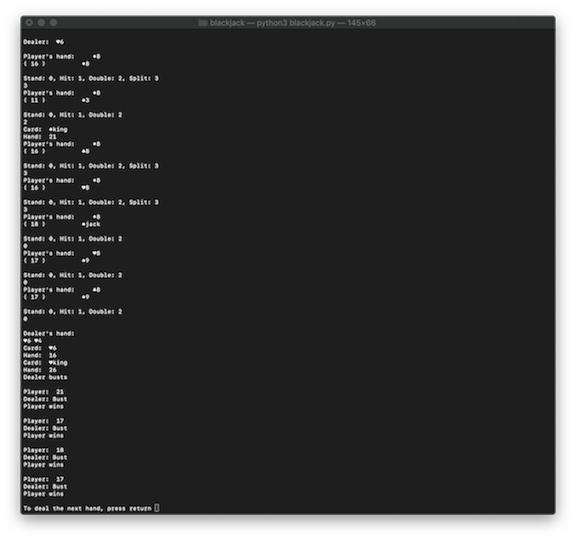 blackjack — python3 blackjack.py — 145×66
Dealer: ♥6
Player's hand: ♠8
( 16 ) ♠8
Stand: 0, Hit: 1, Double: 2, Split: 3
3
Player's hand: ♠8
( 11 ) ♠3
Stand: 0, Hit: 1, Double: 2
2
Card: ♠king
Hand: 21
Player's hand: ♠8
( 16 ) ♠8
Stand: 0, Hit: 1, Double: 2, Split: 3
3
Player's hand: ♠8
( 16 ) ♥8
Stand: 0, Hit: 1, Double: 2, Split: 3
3
Player's hand: ♠8
( 18 ) ♠jack
Stand: 0, Hit: 1, Double: 2
0
Player's hand: ♥8
( 17 ) ♠9
Stand: 0, Hit: 1, Double: 2
0
Player's hand: ♠8
( 17 ) ♠9
Stand: 0, Hit: 1, Double: 2
0
Dealer's hand:
♥6 ♥4
Card: ♥6
Hand: 16
Card: ♥king
Hand: 26
Dealer busts
Player: 21
Dealer: Bust
Player wins
Player: 17
Dealer: Bust
Player wins
Player: 18
Dealer: Bust
Player wins
Player: 17
Dealer: Bust
Player wins
To deal the next hand, press return